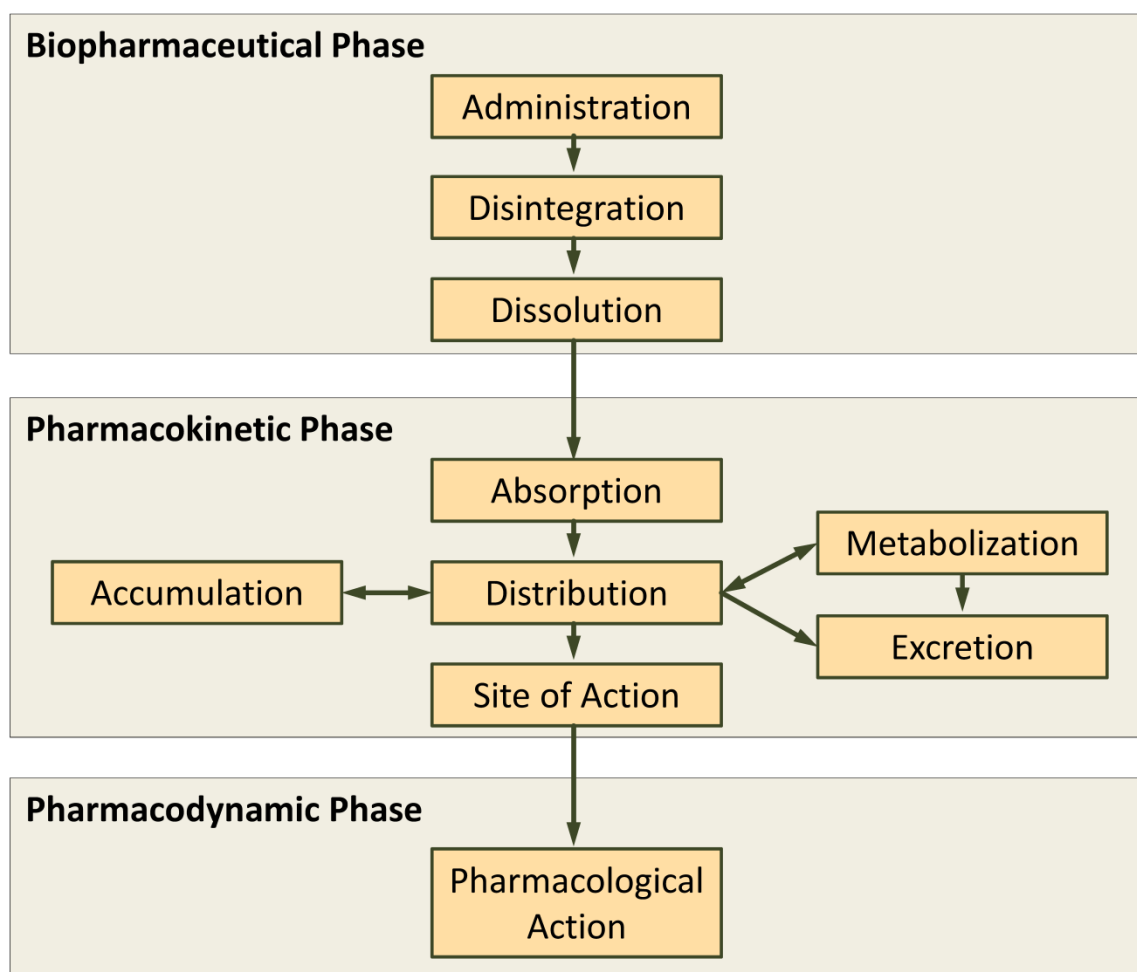 Biopharmaceutical Phase
Administration
Disintegration
Dissolution
Pharmacokinetic Phase
Absorption
Metabolization
Accumulation
Distribution
Excretion
Site of Action
Pharmacodynamic Phase
Pharmacological
Action